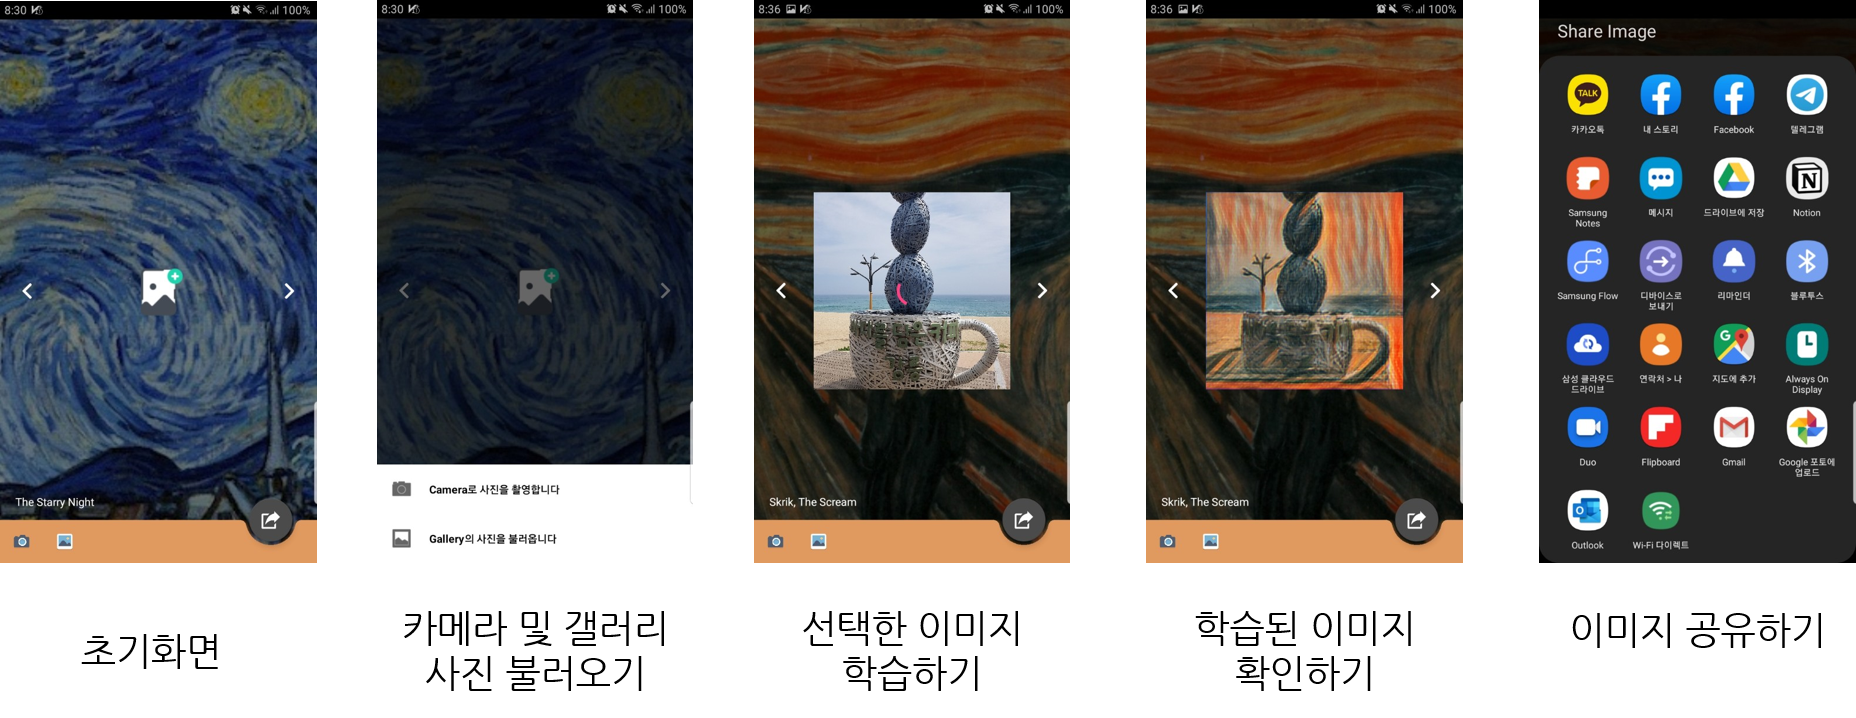 8:30
100%
The Starry Night
초기화면
8:30
100%
Camera로 사진을 촬영합니다
Gallery의 사진을 불러옵니다
카메라 및 갤러리
사진 불러오기
8:36
100%
Skrik, The Scream
선택한 이미지
학습하기
8:36
100%
Skrik, The Scream
학습된 이미지
확인하기
Share Image
TALK
카카오톡
내 스토리
Facebook
텔레그램
Samsung
Notes
메시지
드라이브에 저장
Notion
Samsung Flow
디바이스로
보내기
리마인더
블루투스
삼성 클라우드
드라이브
연락처 > 나
지도에 추가
Always On
Display
Duo
Flipboard
Gmail
Google 포토에
업로드
Outlook
Wi-Fi 다이렉트
이미지 공유하기